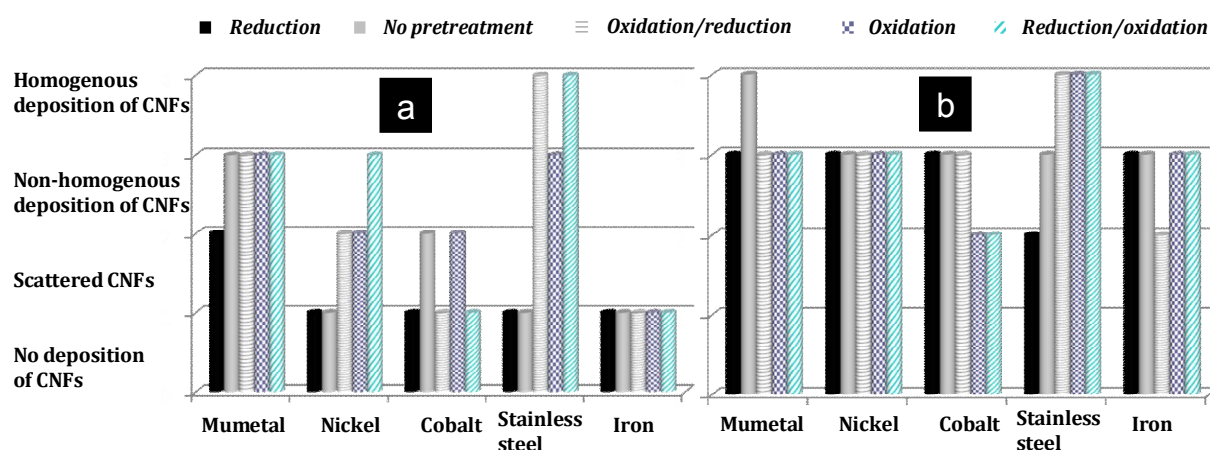 Reduction No pretreatment Oxidation/reduction Oxidation Reduction/oxidation
Homogenous
deposition of CNFs
Non-homogenous
deposition of CNFs
Scattered CNFs
No deposition
of CNFs
a
Mumetal Nickel Cobalt Stainless
steel
Iron
b
Mumetal Nickel Cobalt Stainless
steel
Iron